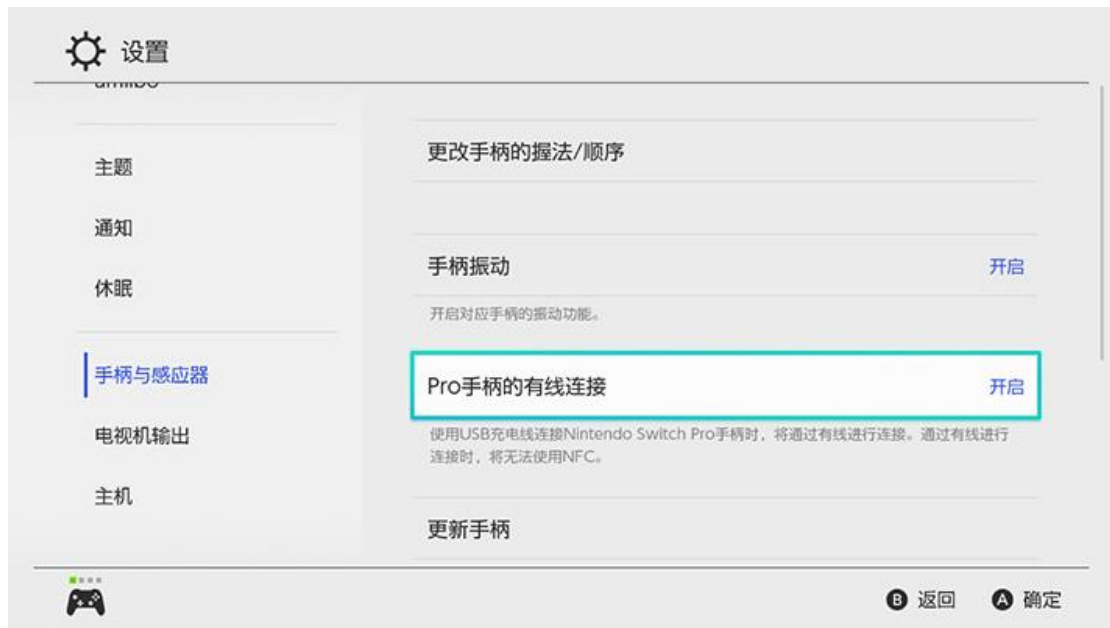 设置
amiibo
主题
通知
休眠
手柄与感应器
电视机输出
主机
更改手柄的握法/顺序
手柄振动 开启
开启对应手柄的振动功能。
Pro手柄的有线连接 开启
使用USB充电线连接Nintendo Switch Pro手柄时，将通过有线进行连接。通过有线进行
连接时，将无法使用NFC。
更新手柄
B 返回 A 确定